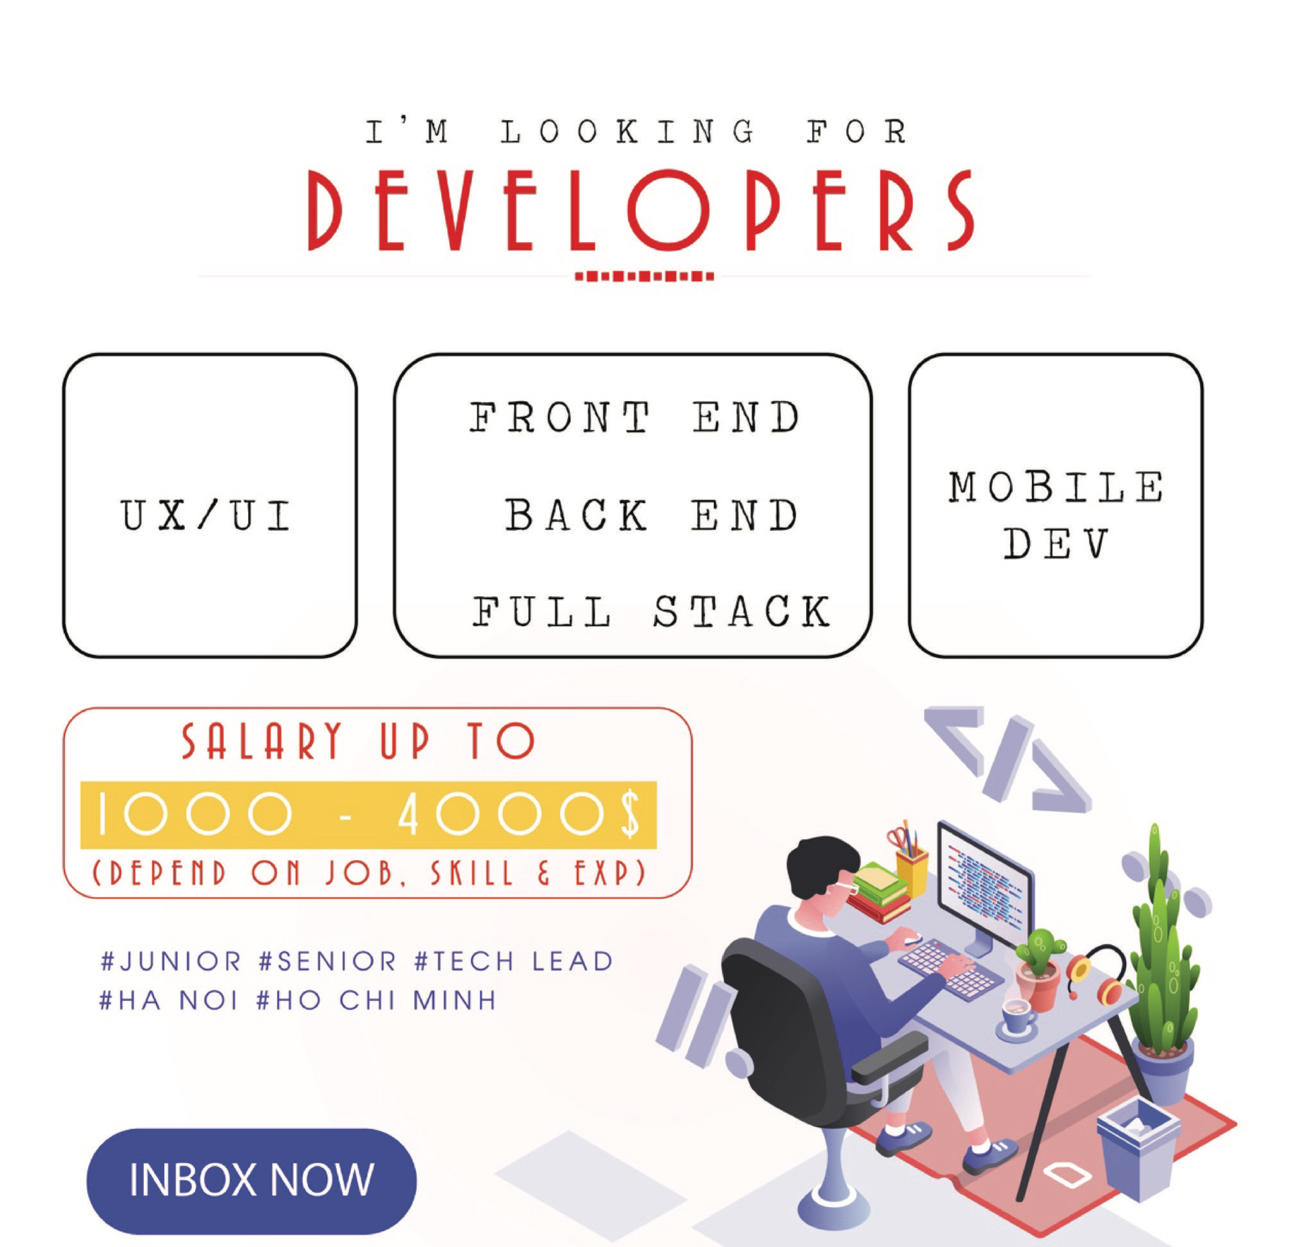 I'M LOOKING FOR
DEVELOPERS
UX/UI
FRONT END
BACK END
FULL STACK
MOBILE
DEV
SALARY UP TO
1000 - 4000$
(DEPEND ON JOB, SKILL & EXP)
#JUNIOR #SENIOR #TECH LEAD
#HA NOI #HO CHI MINH
</>
INBOX NOW